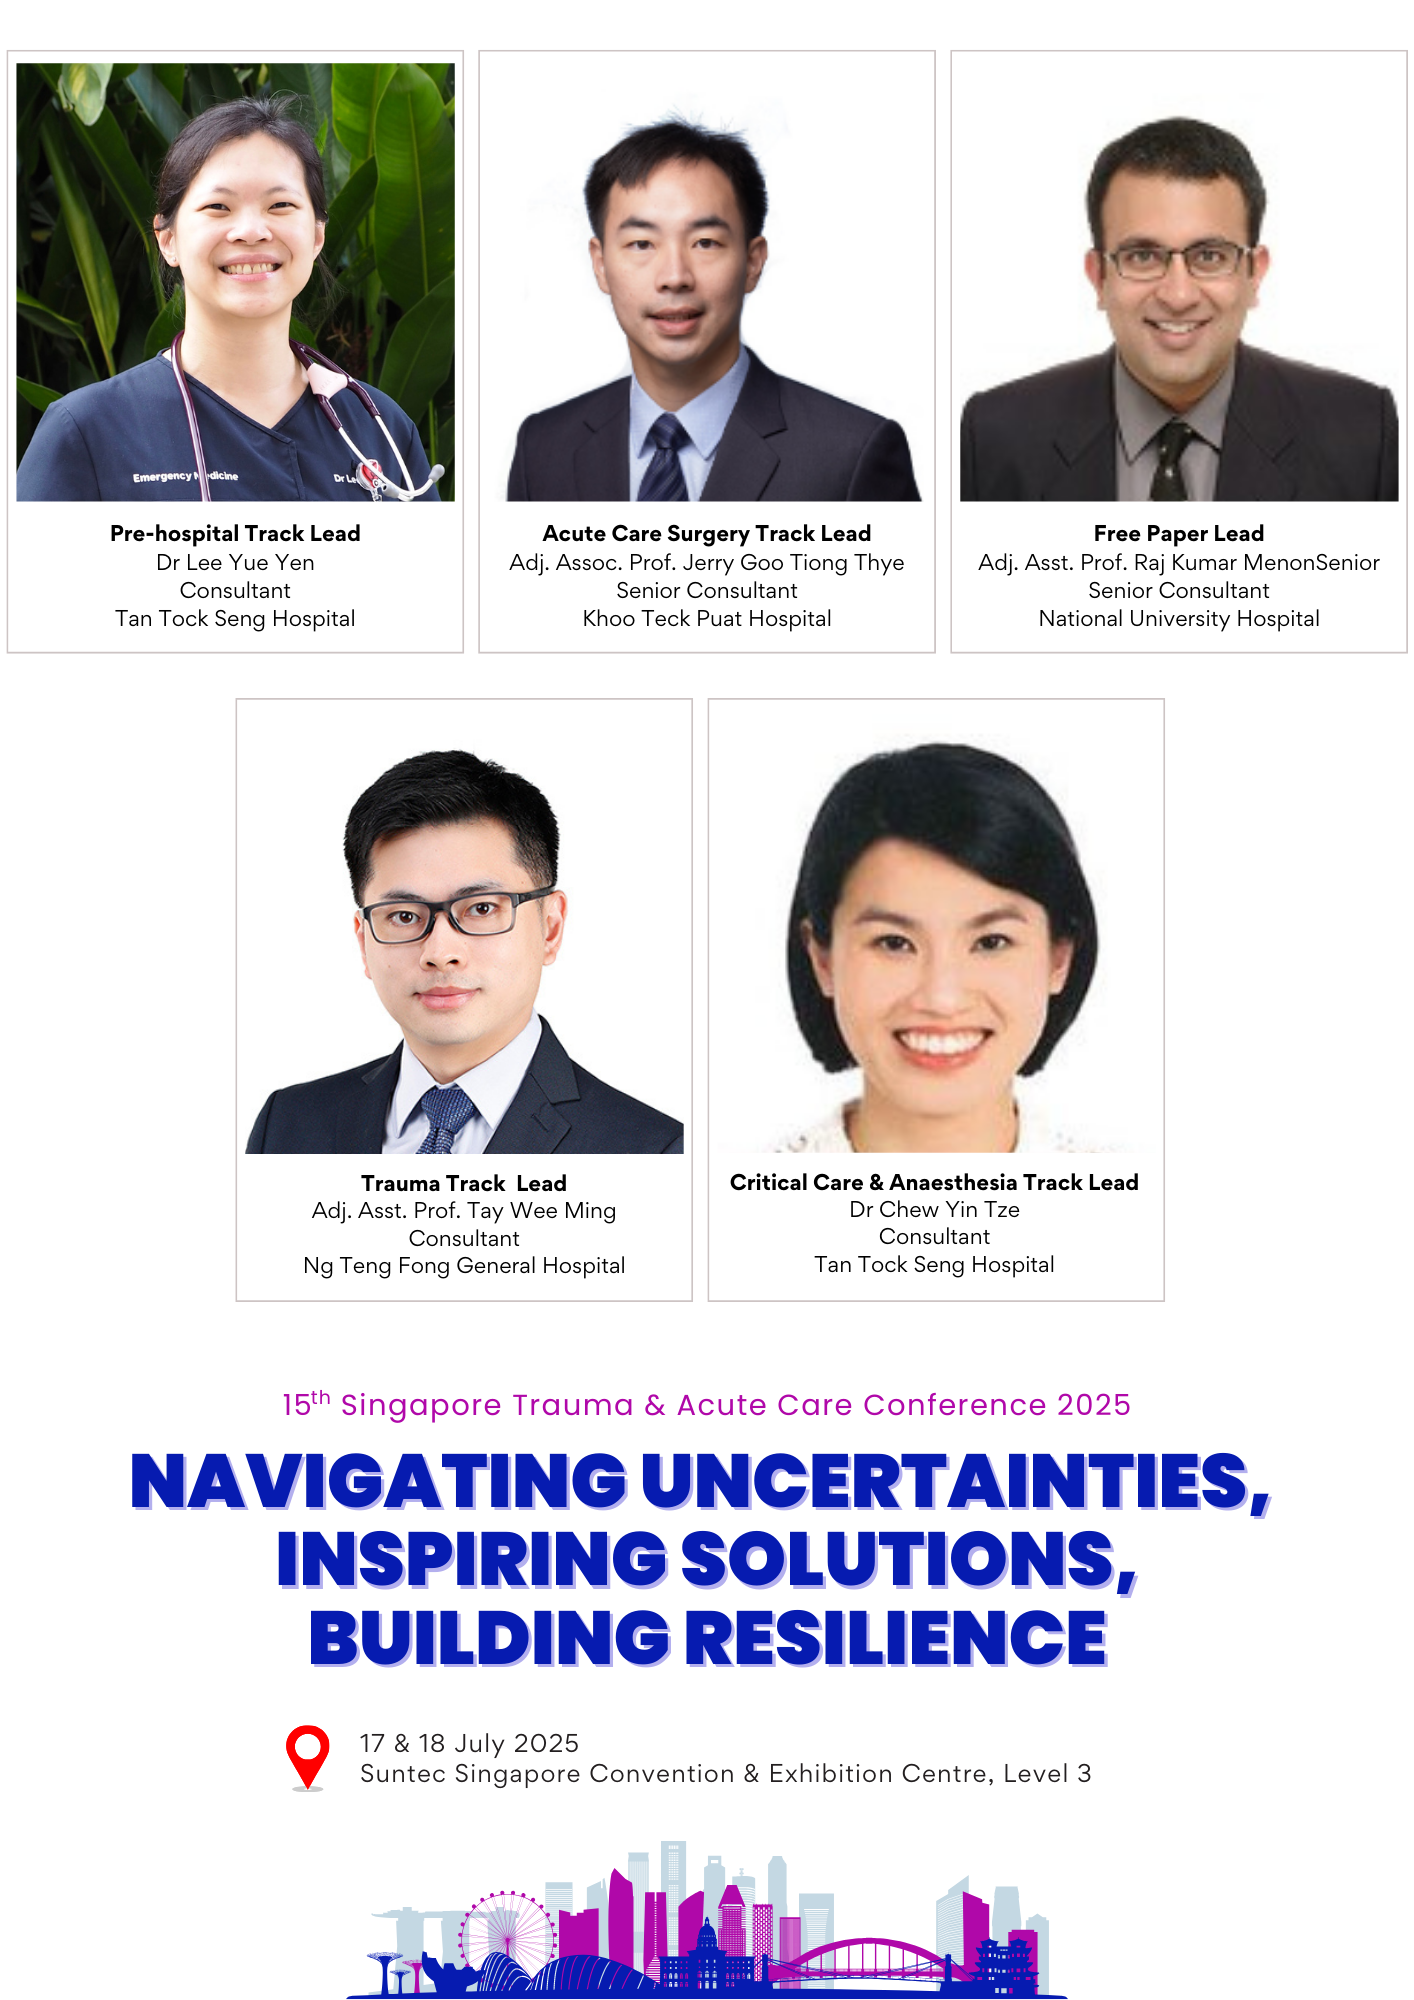 Emergency
dicine
Dr Le
Pre-hospital Track Lead
Dr Lee Yue Yen
Consultant
Tan Tock Seng Hospital
Acute Care Surgery Track Lead
Adj. Assoc. Prof. Jerry Goo Tiong Thye
Senior Consultant
Khoo Teck Puat Hospital
Free Paper Lead
Adj. Asst. Prof. Raj Kumar MenonSenior
Senior Consultant
National University Hospital
Trauma Track Lead
Adj. Asst. Prof. Tay Wee Ming
Consultant
Ng Teng Fong General Hospital
Critical Care & Anaesthesia Track Lead
Dr Chew Yin Tze
Consultant
Tan Tock Seng Hospital
15th Singapore Trauma & Acute Care Conference 2025
NAVIGATING UNCERTAINTIES,
INSPIRING SOLUTIONS,
BUILDING RESILIENCE
17 & 18 July 2025
Suntec Singapore Convention & Exhibition Centre, Level 3